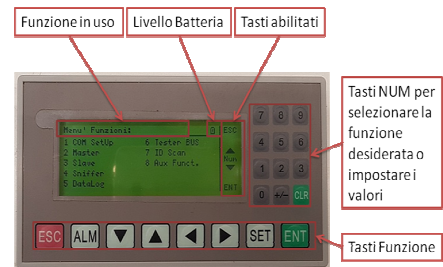 Funzione in uso
Livello Batteria
Tasti abilitati
Menu' Funzioni:
ESC
1 COM SetUp 6 Tester BUS
2 Master 7 ID Scan
3 Slave 8 Aux Funct.
4 Sniffer
5 DataLog
Num
ENT
7 8 9
4 5 6
1 2 3
0 +/- CLR
Tasti NUM per
selezionare la
funzione
desiderata o
impostare i
valori
ESC ALM SET ENT
Tasti Funzione